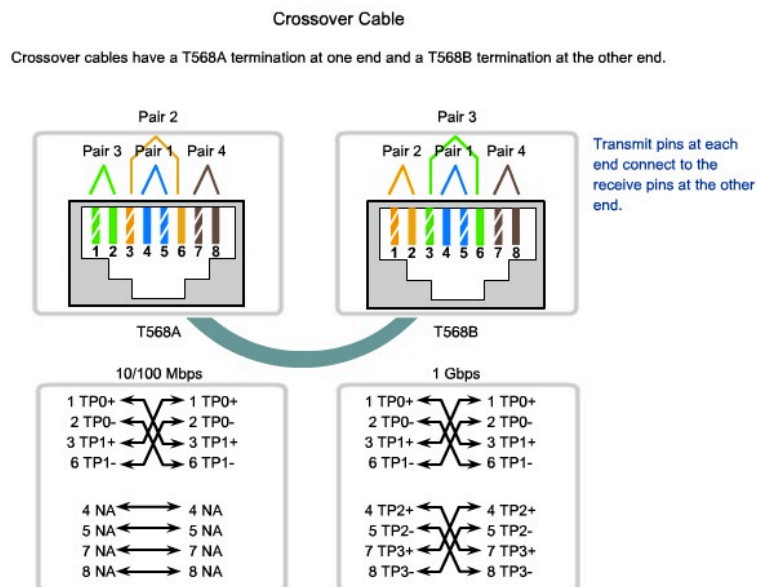 Crossover Cable
Crossover cables have a T568A termination at one end and a T568B termination at the other end.
Pair 2
Pair 3 Pair 1 Pair 4
1 2 3 4 5 6 7 8
T568A
Pair 3
Pair 2 Pair 1 Pair 4
1 2 3 4 5 6 7 8
T568B
Transmit pins at each
end connect to the
receive pins at the other
end.
10/100 Mbps
1 TP0+ 1 TP0+
2 TP0- 2 TP0-
3 TP1+ 3 TP1+
6 TP1- 6 TP1-
4 NA 4 NA
5 NA 5 NA
7 NA 7 NA
8 NA 8 NA
1 Gbps
1 TP0+ 1 TP0+
2 TP0- 2 TP0-
3 TP1+ 3 TP1+
6 TP1- 6 TP1-
4 TP2+ 4 TP2+
5 TP2- 5 TP2-
7 TP3+ 7 TP3+
8 TP3- 8 TP3-